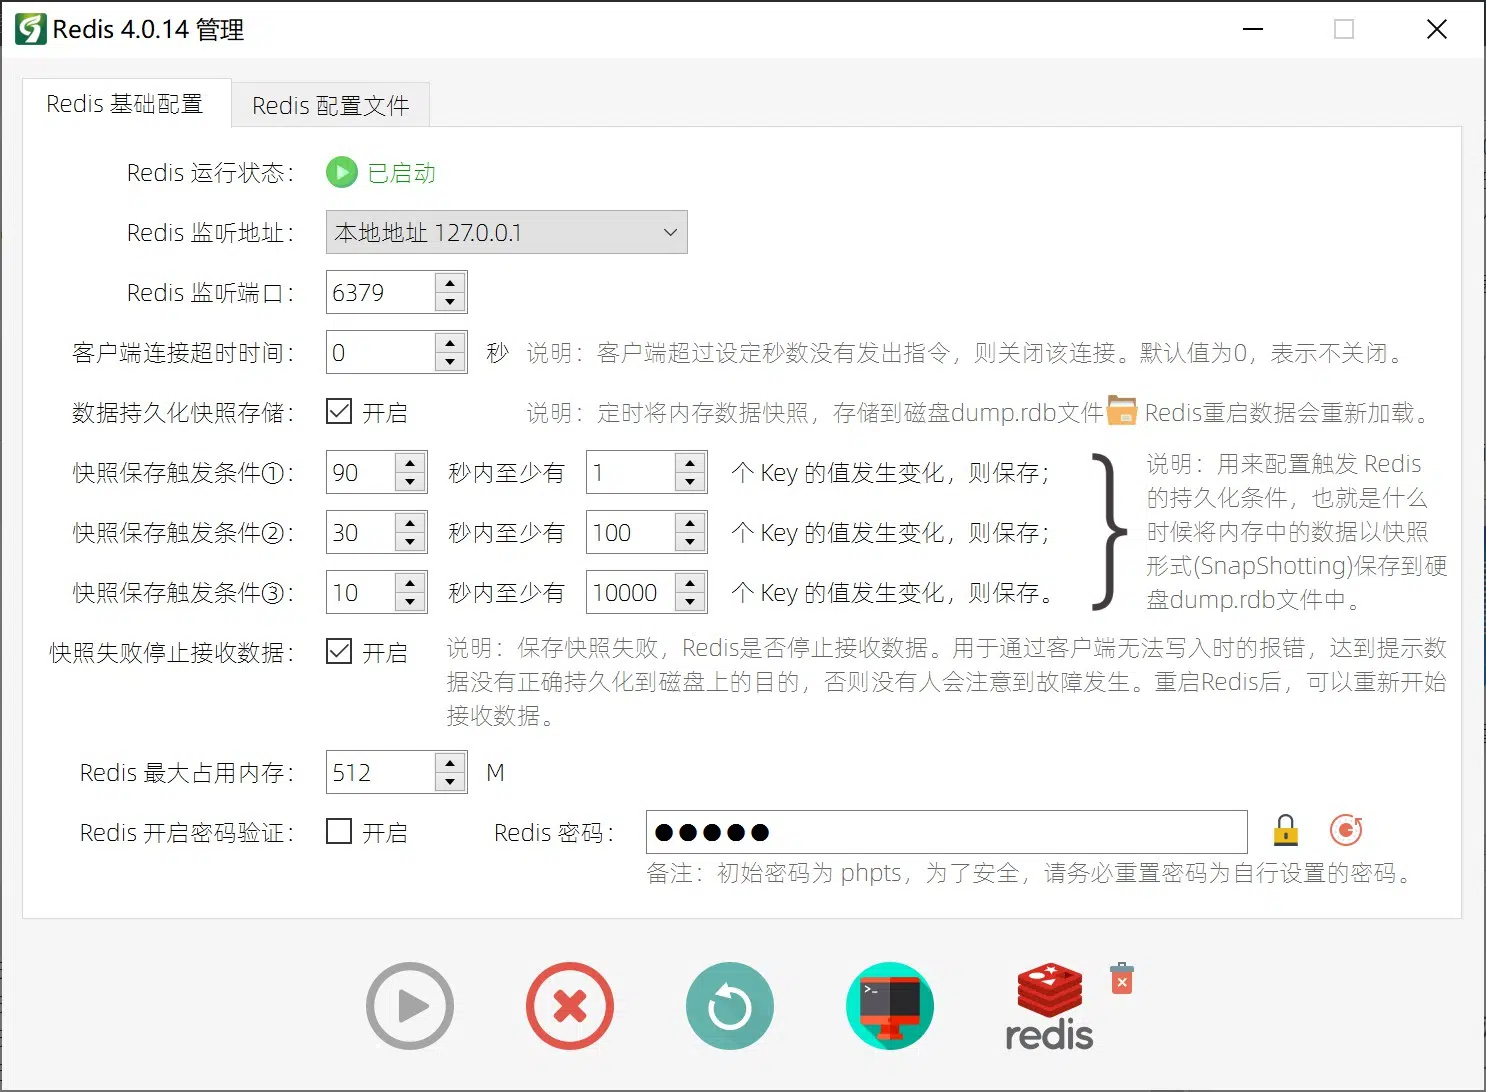 Redis 4.0.14 管理
Redis 基础配置
Redis 配置文件
Redis 运行状态：
已启动
Redis 监听地址：
本地地址 127.0.0.1
Redis 监听端口：
6379
客户端连接超时时间：
0
秒
说明：客户端超过设定秒数没有发出指令，则关闭该连接。默认值为0，表示不关闭。
数据持久化快照存储：
开启
说明：定时将内存数据快照，存储到磁盘dump.rdb文件
Redis重启数据会重新加载。
快照保存触发条件①：
90
秒内至少有
1
个 Key 的值发生变化，则保存；
快照保存触发条件②：
30
秒内至少有
100
个 Key 的值发生变化，则保存；
快照保存触发条件③：
10
秒内至少有
10000
个 Key 的值发生变化，则保存。
}
说明：用来配置触发 Redis
的持久化条件，也就是什么
时候将内存中的数据以快照
形式(SnapShotting)保存到硬
盘dump.rdb文件中。
快照失败停止接收数据：
开启
说明：保存快照失败，Redis是否停止接收数据。用于通过客户端无法写入时的报错，达到提示数
据没有正确持久化到磁盘上的目的，否则没有人会注意到故障发生。重启Redis后，可以重新开始
接收数据。
Redis 最大占用内存：
512
M
Redis 开启密码验证：
开启
Redis 密码：
●●●●●
备注：初始密码为 phpts，为了安全，请务必重置密码为自行设置的密码。
>_
redis